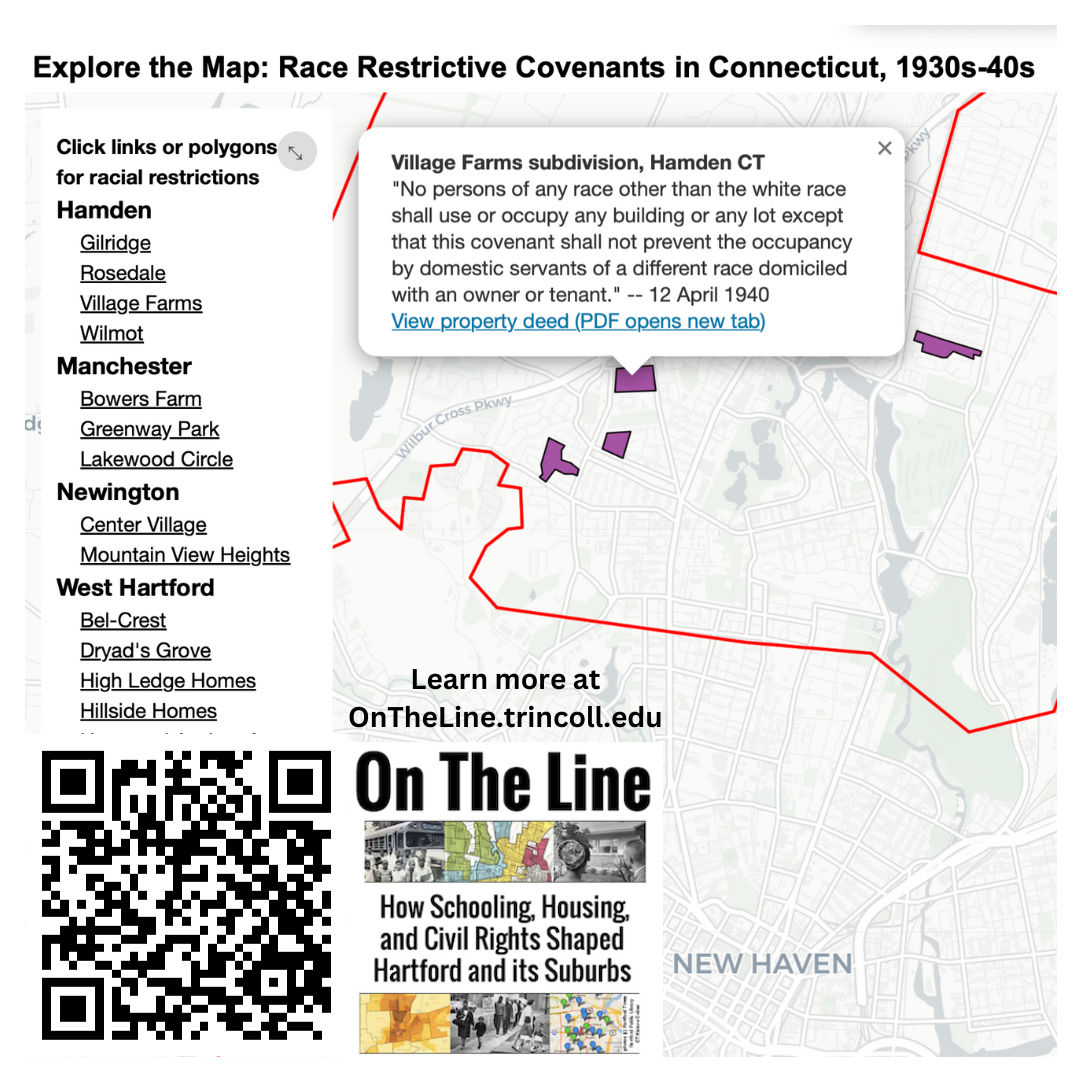 Explore the Map: Race Restrictive Covenants in Connecticut, 1930s-40s
Click links or polygons
for racial restrictions
Hamden
Gilridge
Rosedale
Village Farms
Wilmot
Manchester
Bowers Farm
Greenway Park
Lakewood Circle
Newington
Center Village
Mountain View Heights
West Hartford
Bel-Crest
Dryad's Grove
High Ledge Homes
Hillside Homes
Village Farms subdivision, Hamden CT
"No persons of any race other than the white race
shall use or occupy any building or any lot except
that this covenant shall not prevent the occupancy
by domestic servants of a different race domiciled
with an owner or tenant." -- 12 April 1940
View property deed (PDF opens new tab)
Pkwy
Wilbur Cross Pkwy
Learn more at
OnTheLine.trincoll.edu
On The Line
How Schooling, Housing,
and Civil Rights Shaped
Hartford and its Suburbs
NEW HAVEN